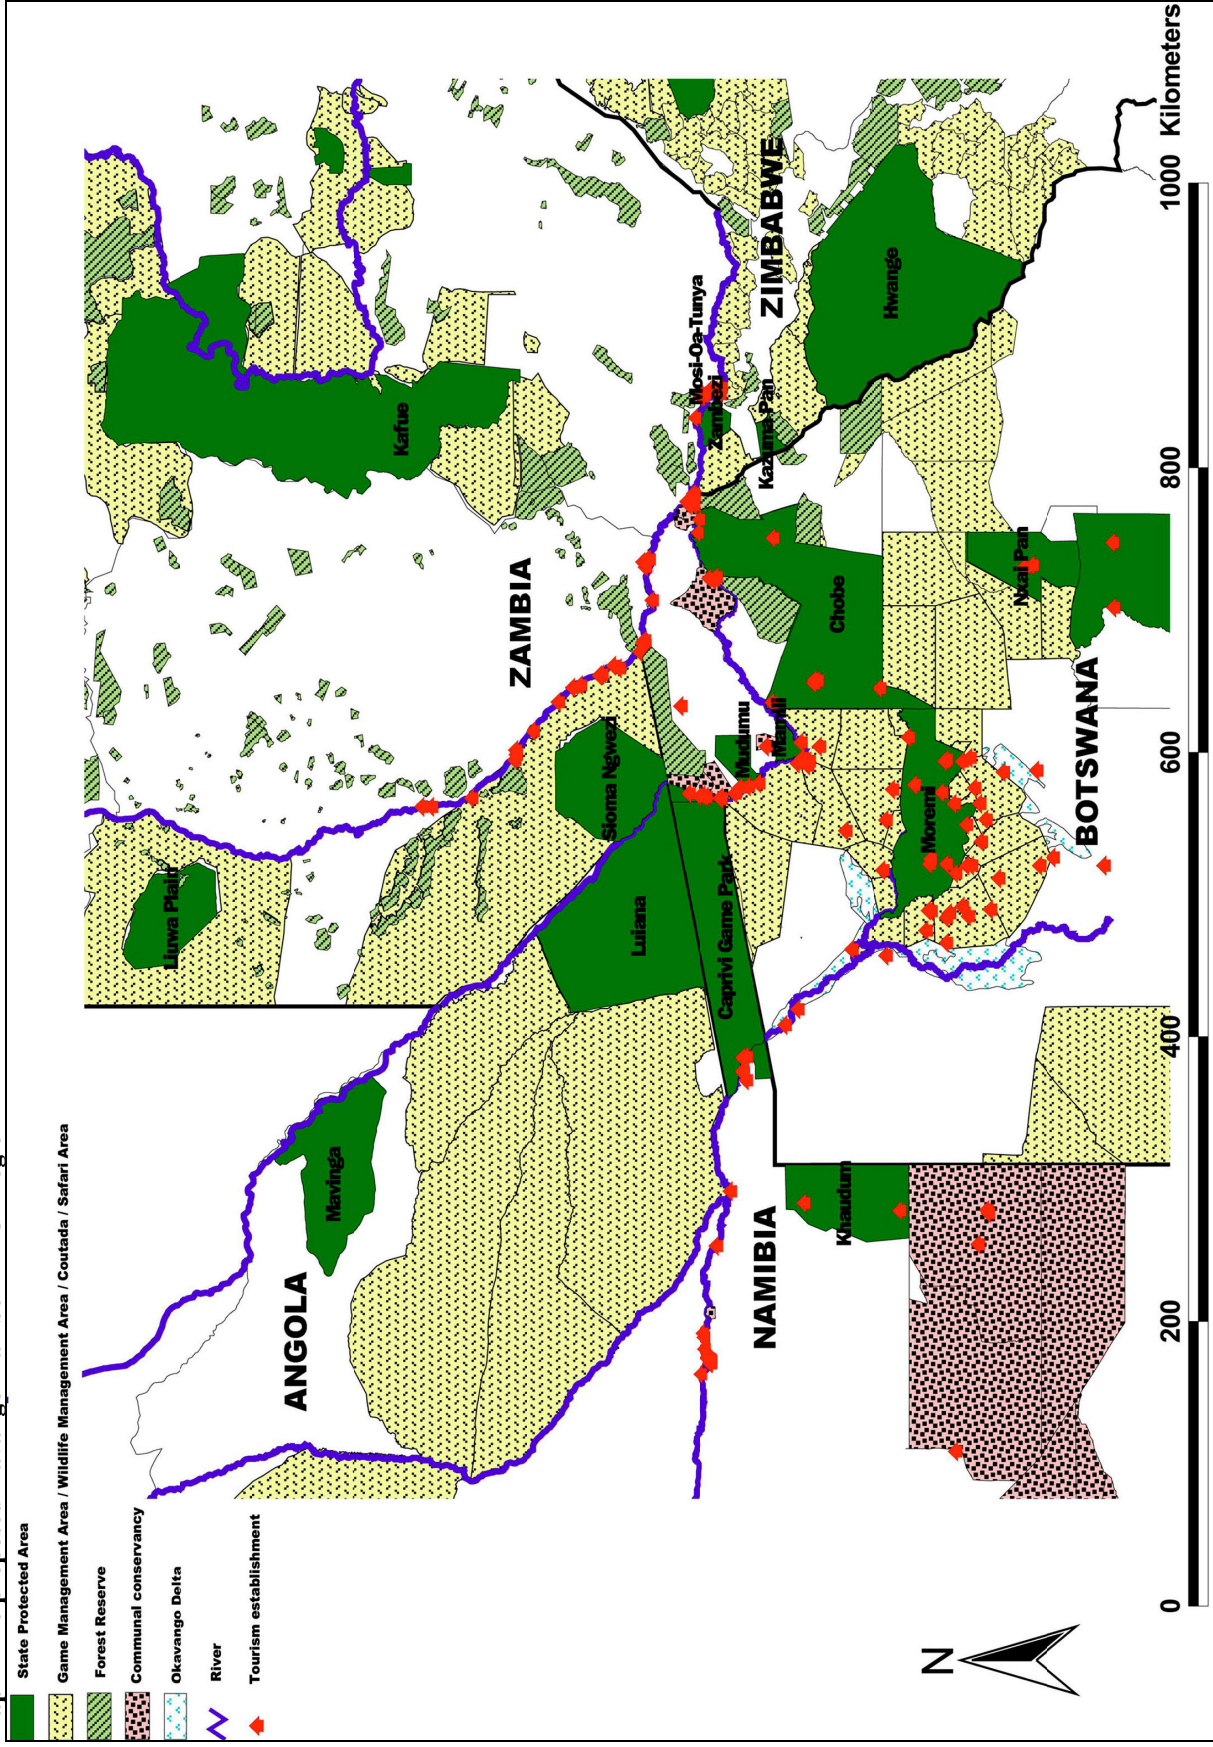 State Protected Area
Game Management Area / Wildlife Management Area / Coutada / Safari Area
Forest Reserve
Communal conservancy
Okavango Delta
River
Tourism establishment
Liuwa Plain
Kafue
Mavinga
ANGOLA
ZAMBIA
Sioma Ngwezi
Luiana
Mosi-Oa-Tunya
Zambezi
Kazuma Pan
ZIMBABWE
Hwange
Caprivi Game Park
Mudumu
Mamili
Chobe
NAMIBIA
Khaudum
Moremi
Nxai Pan
BOTSWANA
N
0 200 400 600 800 1000 Kilometers